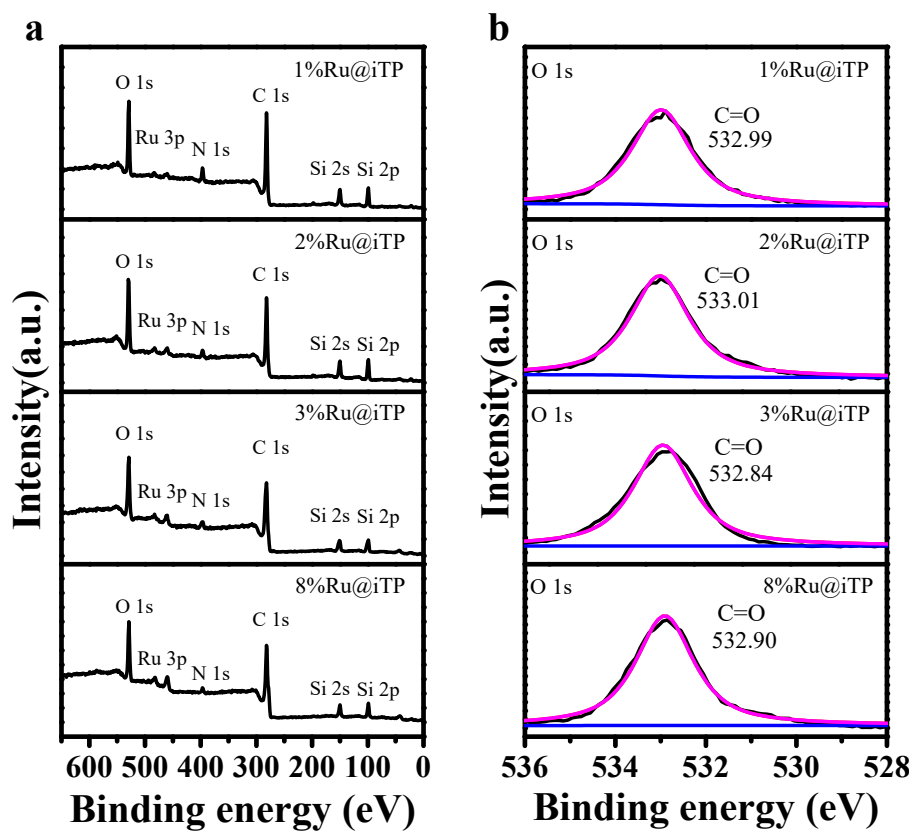 a
Intensity(a.u.)
1%Ru@iTP
O 1s
Ru 3p
N 1s
C 1s
Si 2s
Si 2p
2%Ru@iTP
O 1s
Ru 3p
N 1s
C 1s
Si 2s
Si 2p
3%Ru@iTP
O 1s
Ru 3p
N 1s
C 1s
Si 2s
Si 2p
8%Ru@iTP
O 1s
Ru 3p
N 1s
C 1s
Si 2s
Si 2p
600 500 400 300 200 100 0
Binding energy (eV)
b
Intensity(a.u.)
O 1s
1%Ru@iTP
C=O
532.99
O 1s
2%Ru@iTP
C=O
533.01
O 1s
3%Ru@iTP
C=O
532.84
O 1s
8%Ru@iTP
C=O
532.90
536 534 532 530 528
Binding energy (eV)